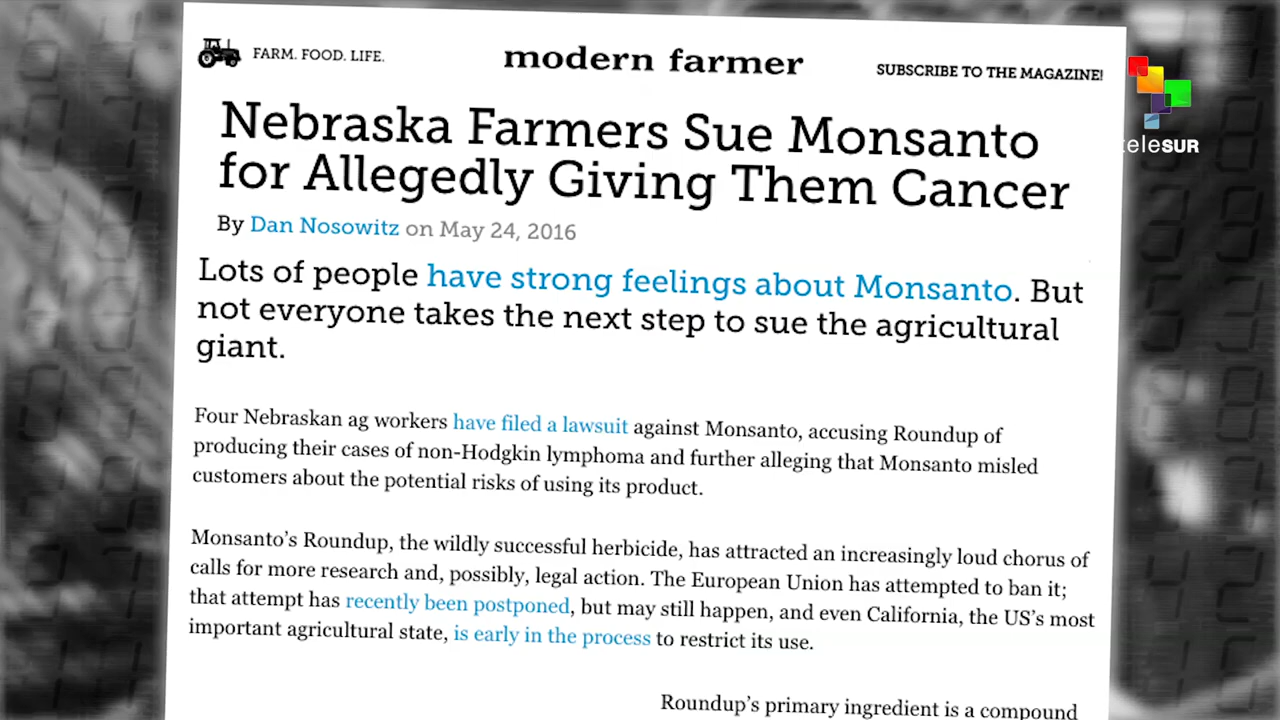 FARM. FOOD. LIFE.
modern farmer
SUBSCRIBE TO THE MAGAZINE!
teleSUR
Nebraska Farmers Sue Monsanto
for Allegedly Giving Them Cancer
By Dan Nosowitz on May 24, 2016
Lots of people have strong feelings about Monsanto. But
not everyone takes the next step to sue the agricultural
giant.
Four Nebraskan ag workers have filed a lawsuit against Monsanto, accusing Roundup of
producing their cases of non-Hodgkin lymphoma and further alleging that Monsanto misled
customers about the potential risks of using its product.
Monsanto’s Roundup, the wildly successful herbicide, has attracted an increasingly loud chorus of
calls for more research and, possibly, legal action. The European Union has attempted to ban it;
that attempt has recently been postponed, but may still happen, and even California, the US’s most
important agricultural state, is early in the process to restrict its use.
Roundup’s primary ingredient is a compound